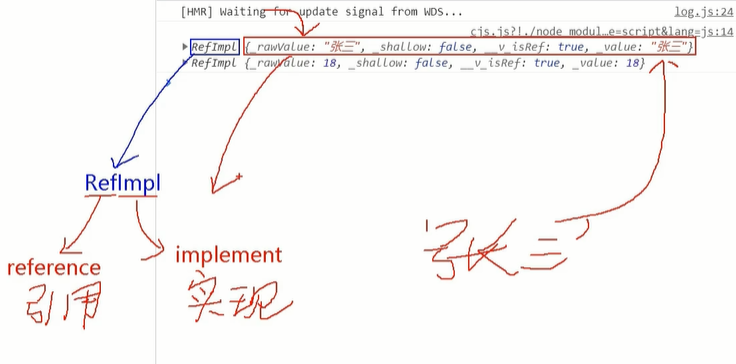 [HMR] Waiting for update signal from WDS...
log.js:24
cjs.js?!./node_modul…e=script&lang=js:14
RefImpl {_rawValue: "张三", _shallow: false, __v_isRef: true, _value: "张三"}
RefImpl {_rawValue: 18, _shallow: false, __v_isRef: true, _value: 18}
RefImpl
reference
implement
引用
实现
'张三'